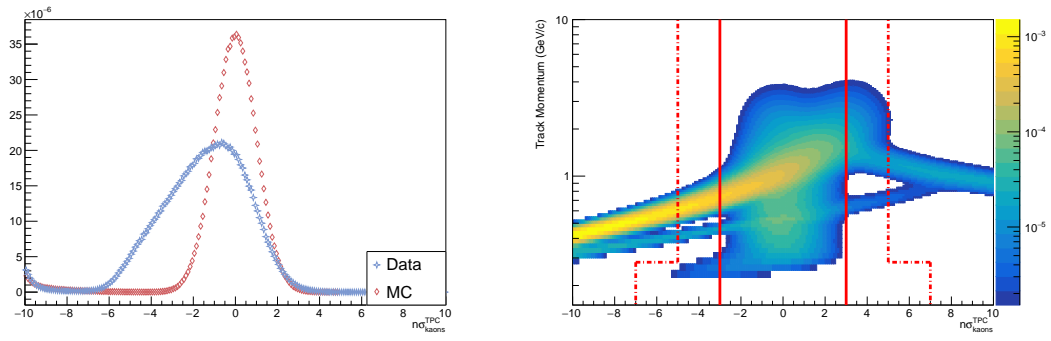 ×10⁻⁶
35
30
25
20
15
10
5
0
−10 −8 −6 −4 −2 0 2 4 6 8 10
nσ^TPC_kaons
Data
MC
Track Momentum (GeV/c)
10
1
−10 −8 −6 −4 −2 0 2 4 6 8 10
nσ^TPC_kaons
10⁻³
10⁻⁴
10⁻⁵